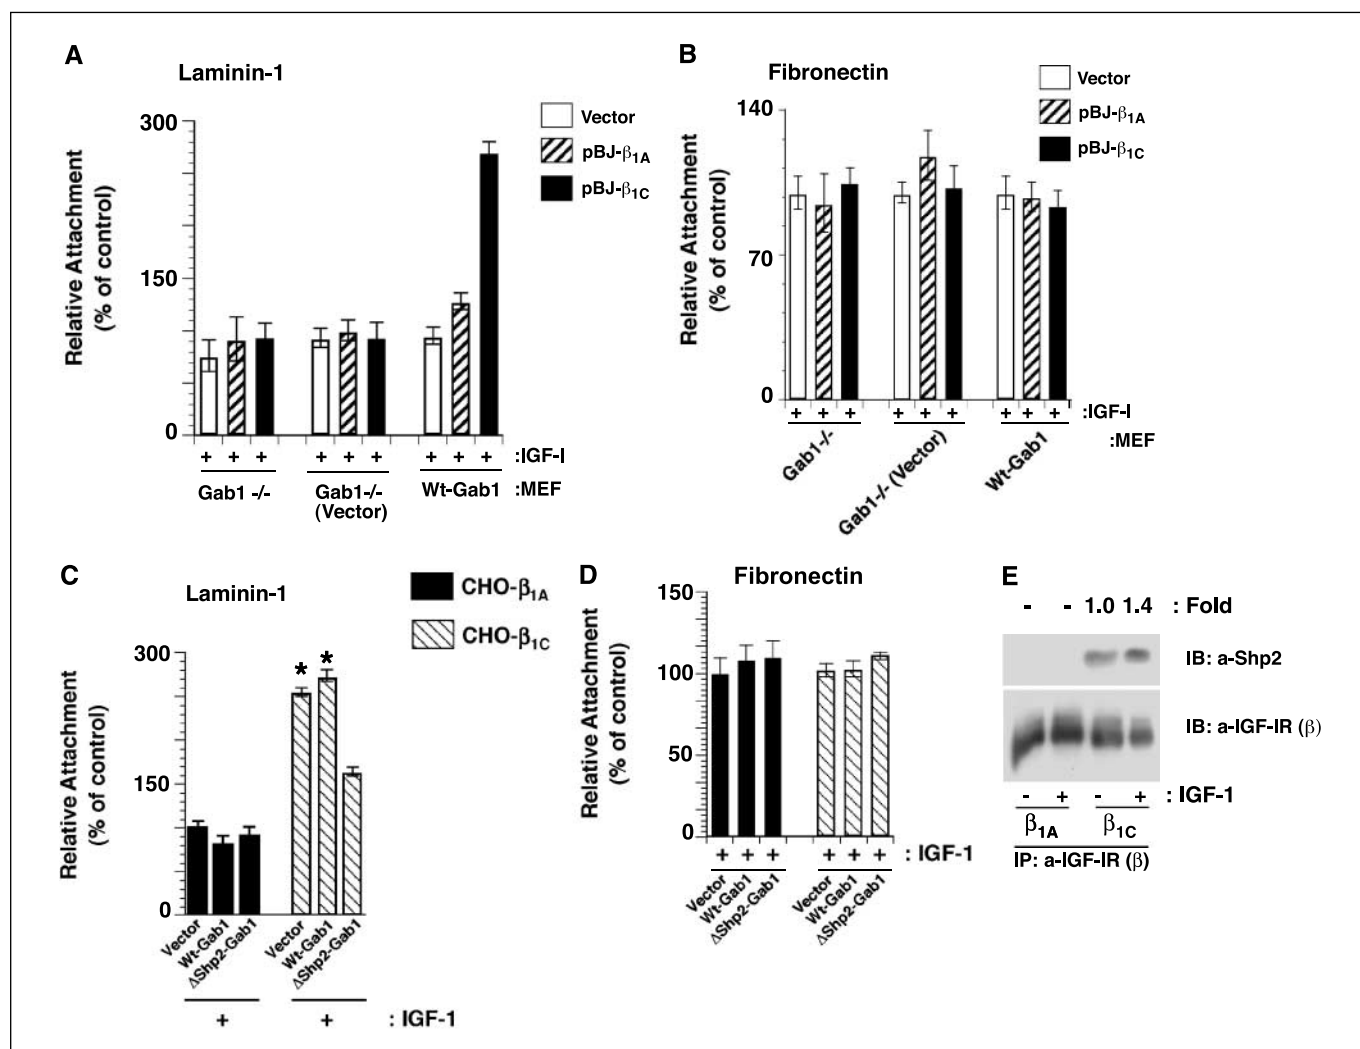 A
Laminin-1
Vector
pBJ-β1A
pBJ-β1C
Relative Attachment
(% of control)
300
150
0
+ + + + + + + + + :IGF-I
Gab1 -/- Gab1-/- (Vector) Wt-Gab1 :MEF
B
Fibronectin
Vector
pBJ-β1A
pBJ-β1C
Relative Attachment
(% of control)
140
70
0
+ + + + + + + + + :IGF-I
:MEF
Gab1-/- Gab1-/- (Vector) Wt-Gab1
C
Laminin-1
CHO-β1A
CHO-β1C
Relative Attachment
(% of control)
300
150
0
* *
Vector Wt-Gab1 ΔShp2-Gab1 Vector Wt-Gab1 ΔShp2-Gab1
+ + : IGF-1
D
Fibronectin
Relative Attachment
(% of control)
150
100
50
0
+ + + + + + : IGF-1
Vector Wt-Gab1 ΔShp2-Gab1 Vector Wt-Gab1 ΔShp2-Gab1
E
- - 1.0 1.4 : Fold
IB: a-Shp2
IB: a-IGF-IR (β)
- + - + : IGF-1
β1A β1C
IP: a-IGF-IR (β)